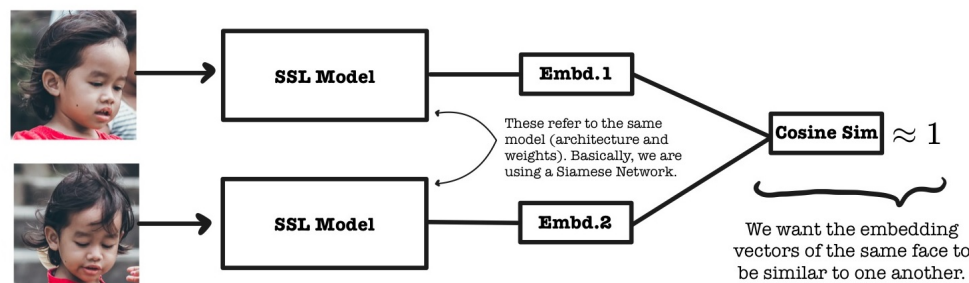 SSL Model
Embd.1
These refer to the same
model (architecture and
weights). Basically, we are
using a Siamese Network.
Cosine Sim ≈ 1
SSL Model
Embd.2
We want the embedding
vectors of the same face to
be similar to one another.